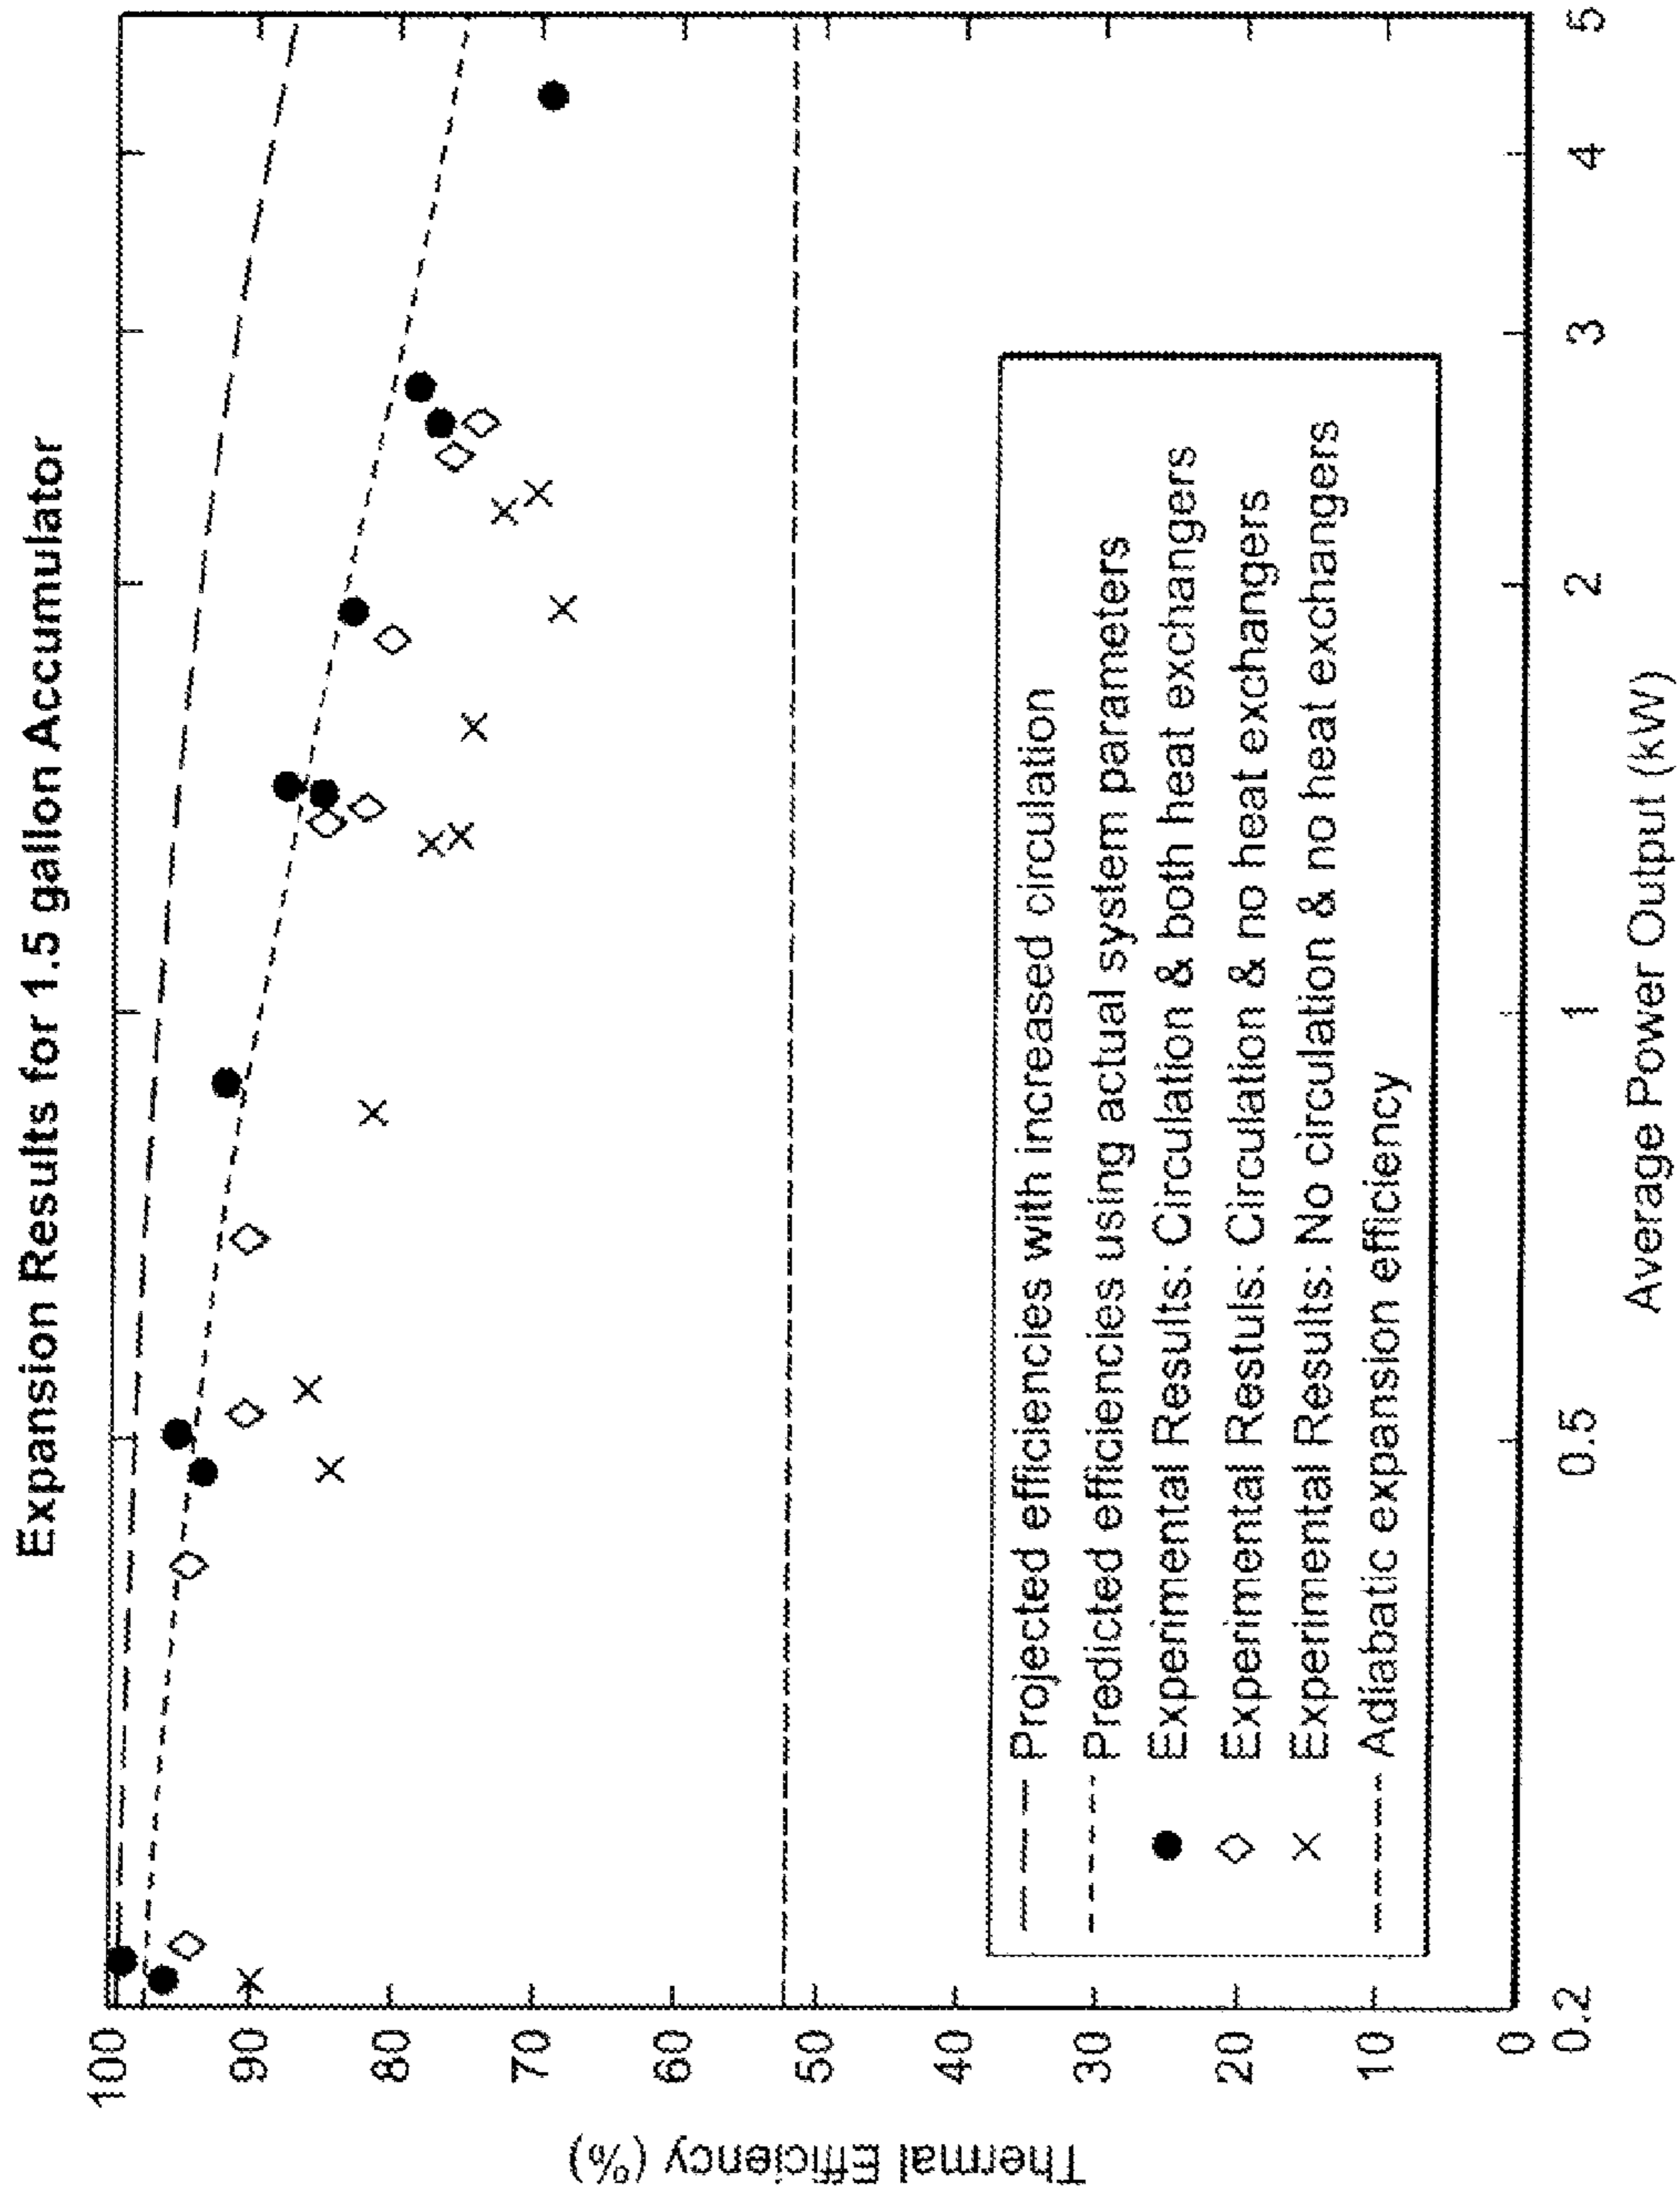 Expansion Results for 1.5 gallon Accumulator
Thermal Efficiency (%)
100
90
80
70
60
50
40
30
20
10
0
Projected efficiencies with increased circulation
Predicted efficiencies using actual system parameters
Experimental Results: Circulation & both heat exchangers
Experimental Restuls: Circulation & no heat exchangers
Experimental Results: No circulation & no heat exchangers
Adiabatic expansion efficiency
0.2
0.5
1
2
3
4
5
Average Power Output (kW)